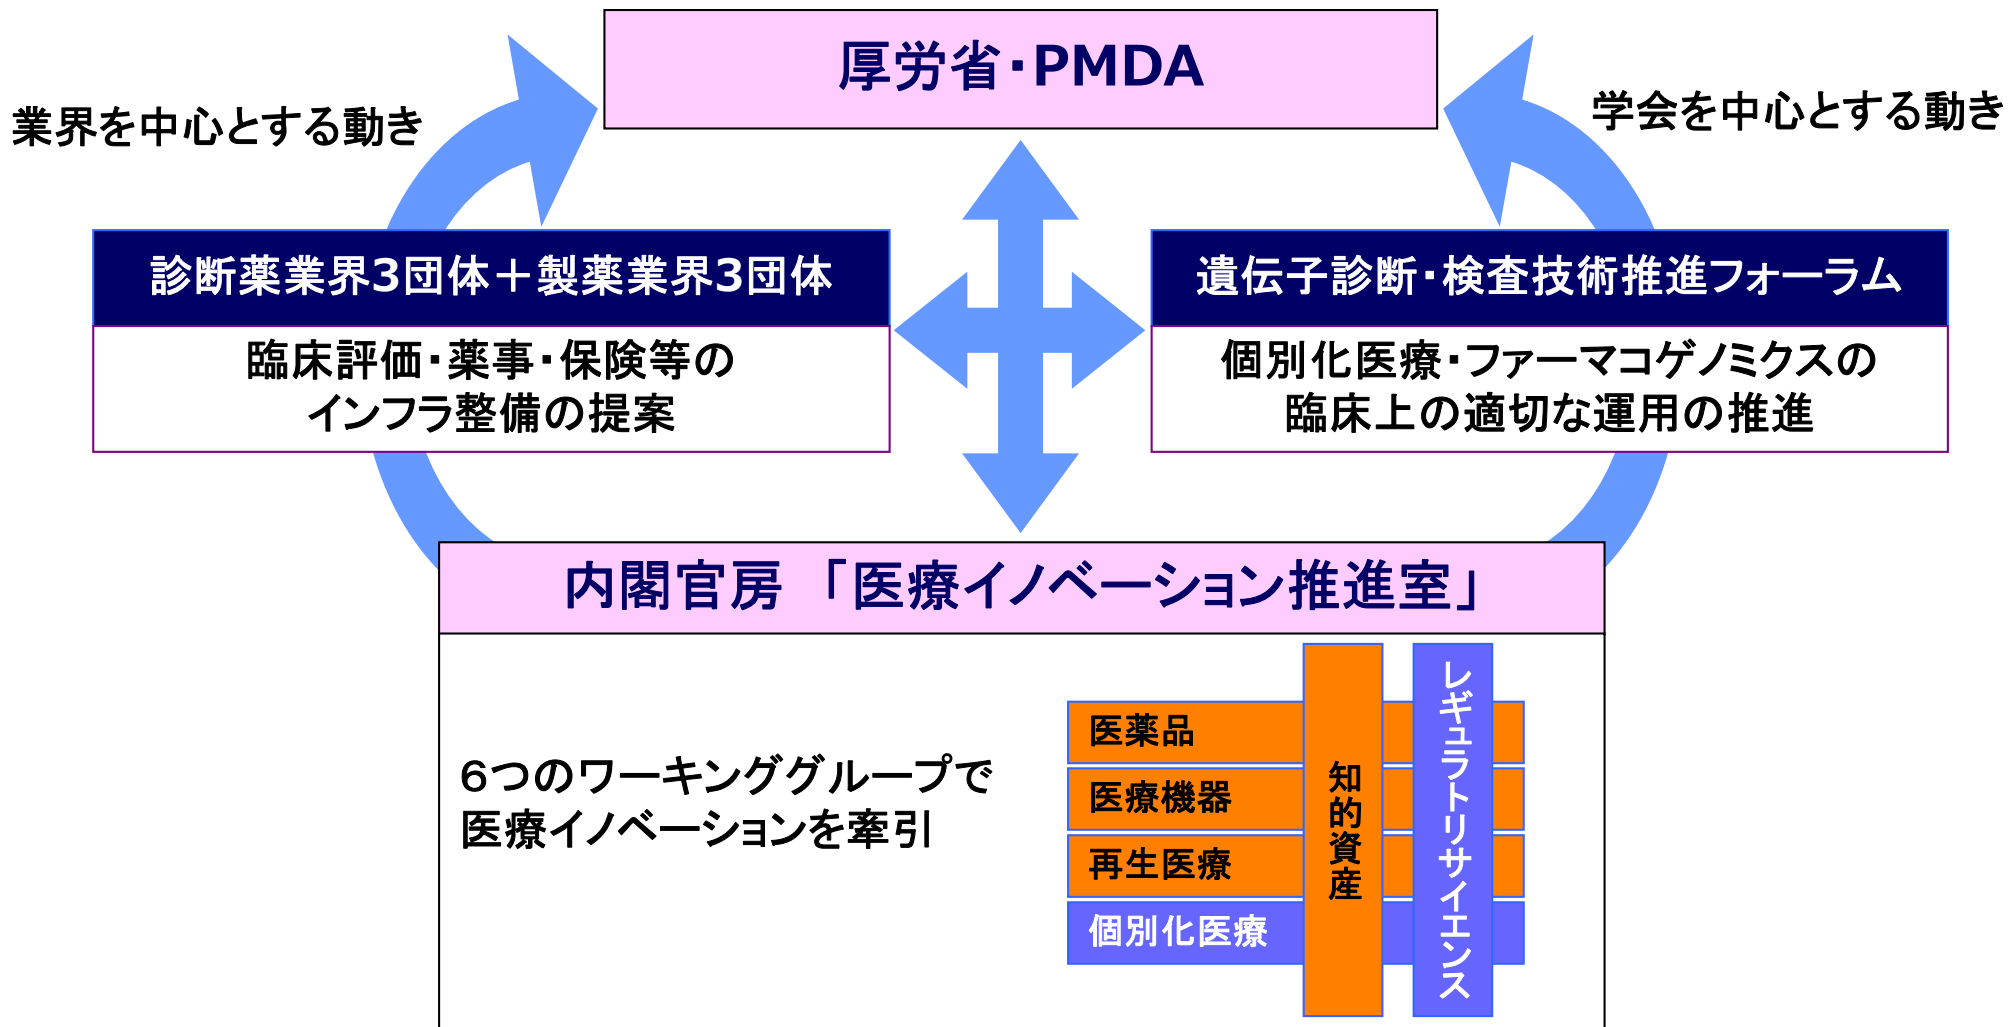 厚労省・PMDA
業界を中心とする動き
学会を中心とする動き
診断薬業界3団体＋製薬業界3団体
臨床評価・薬事・保険等の
インフラ整備の提案
遺伝子診断・検査技術推進フォーラム
個別化医療・ファーマコゲノミクスの
臨床上の適切な運用の推進
内閣官房 「医療イノベーション推進室」
６つのワーキンググループで
医療イノベーションを牽引
医薬品
医療機器
再生医療
個別化医療
知的資産
レギュラトリサイエンス